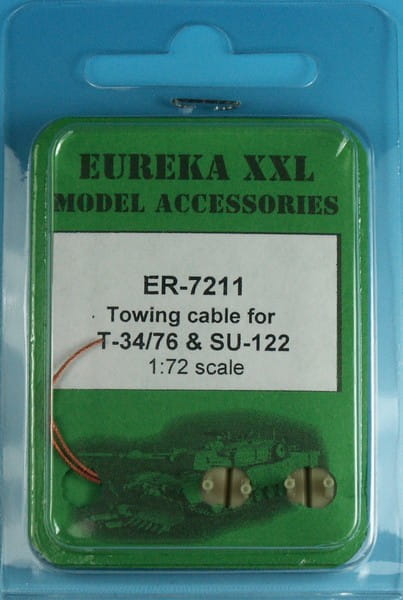 EUREKA XXL
MODEL ACCESSORIES
ER-7211
Towing cable for
T-34/76 & SU-122
1:72 scale